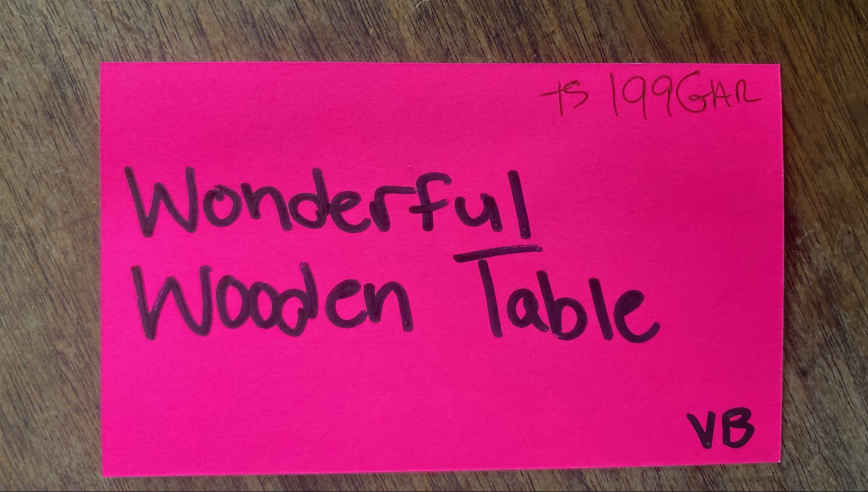 ts 199GAR
Wonderful
Wooden Table
VB